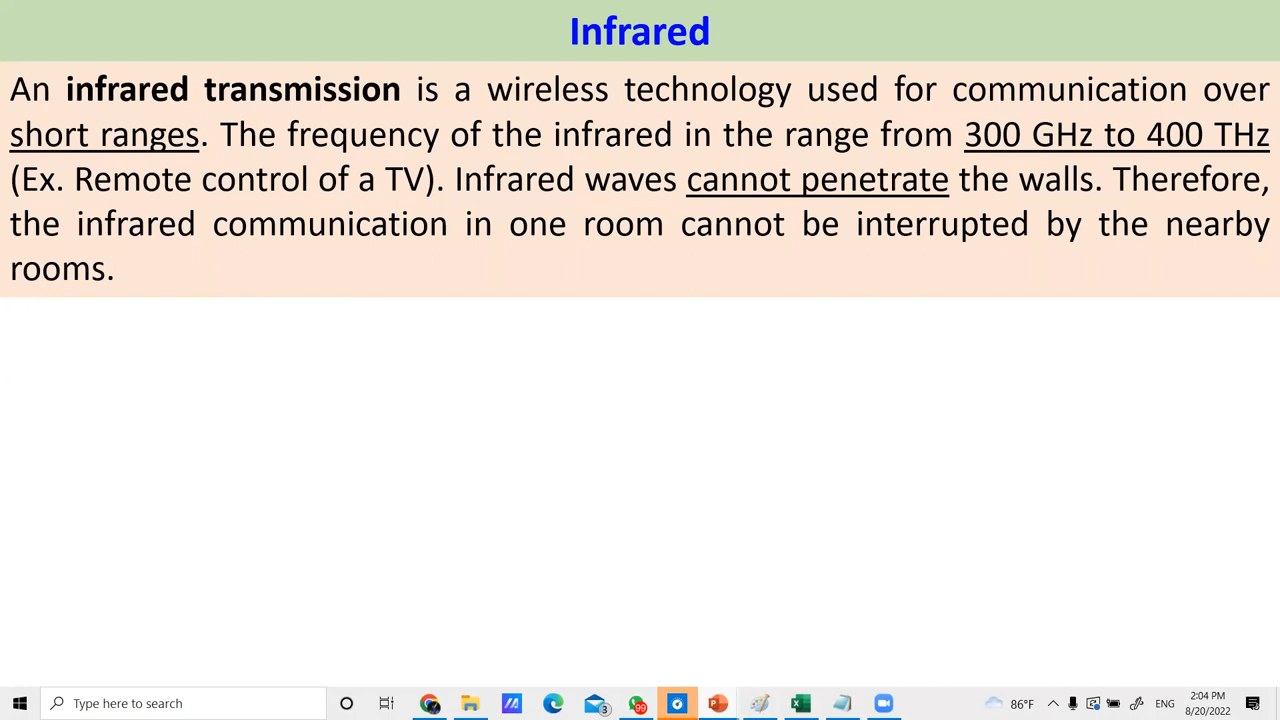 Infrared
An infrared transmission is a wireless technology used for communication over
short ranges. The frequency of the infrared in the range from 300 GHz to 400 THz
(Ex. Remote control of a TV). Infrared waves cannot penetrate the walls. Therefore,
the infrared communication in one room cannot be interrupted by the nearby
rooms.
Type here to search
3
99
86°F
ENG
2:04 PM
8/20/2022